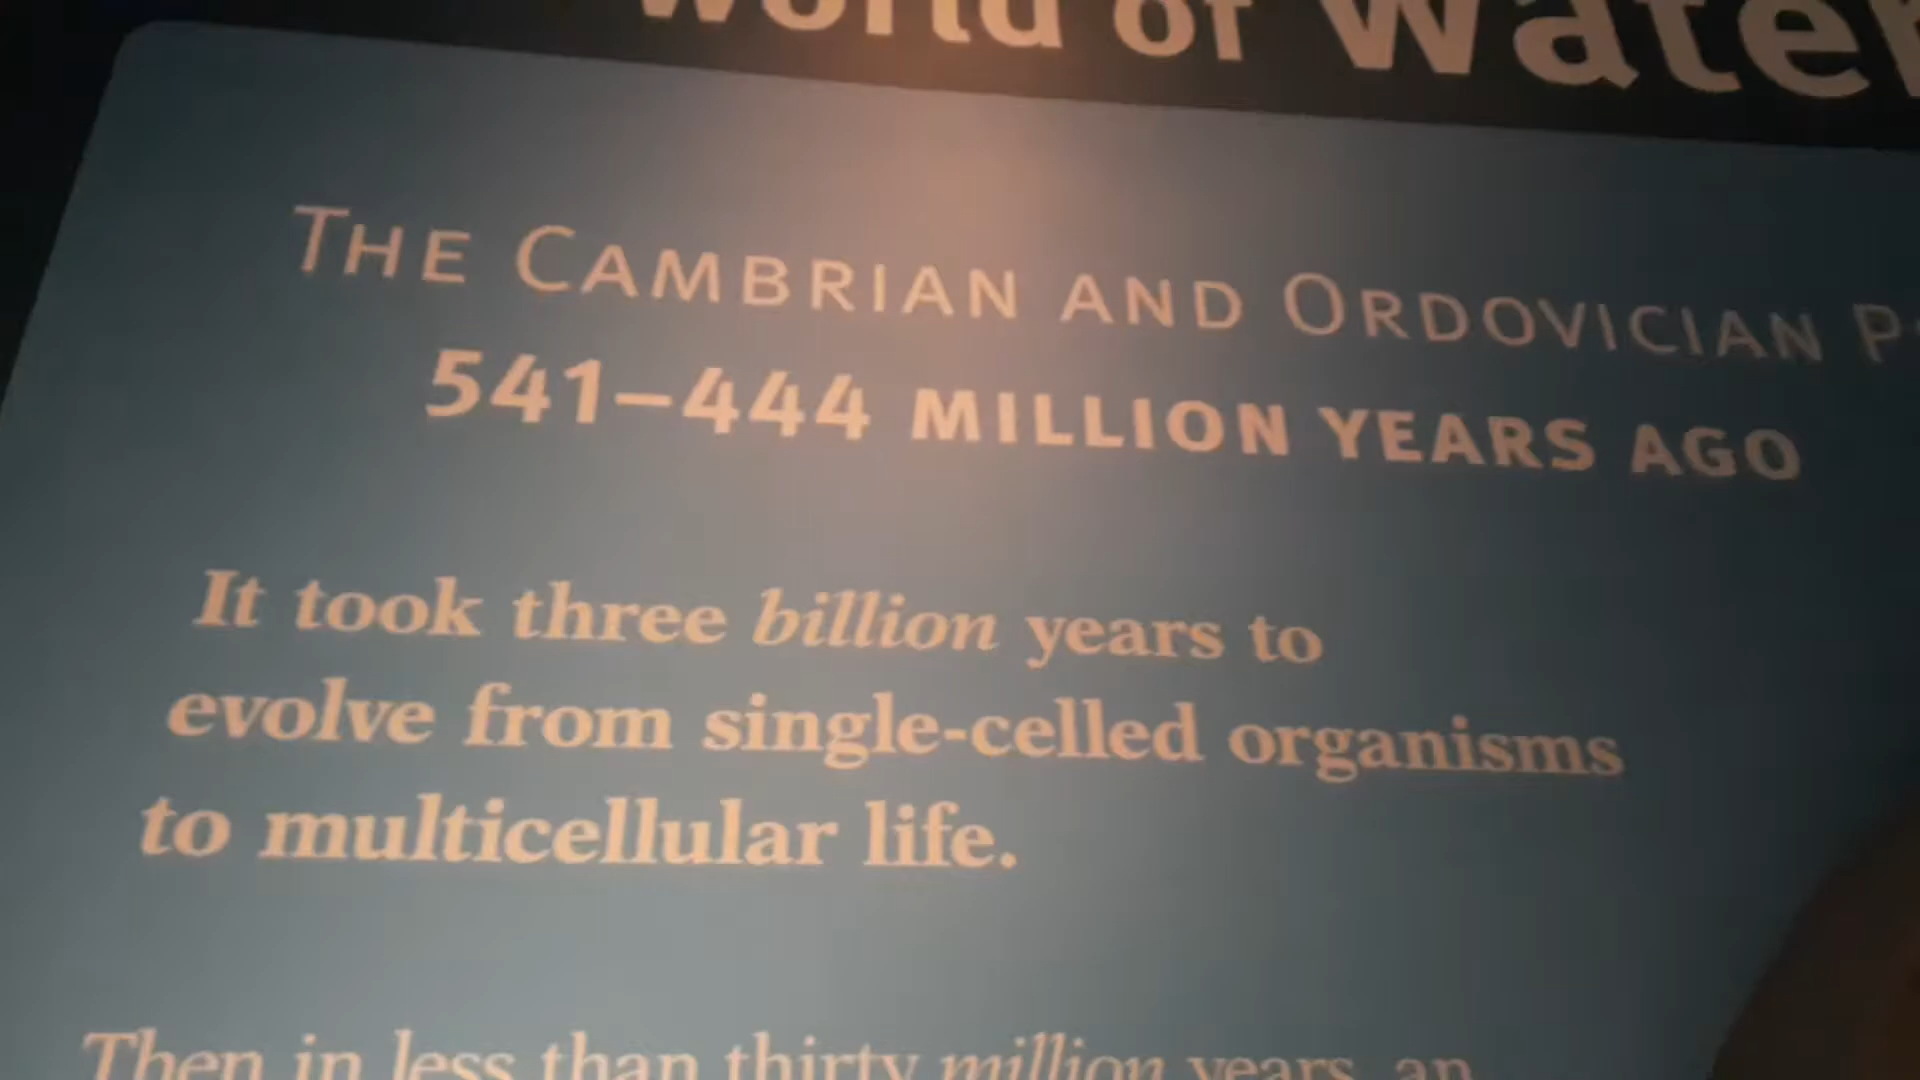 World of Water
THE CAMBRIAN AND ORDOVICIAN
541–444 MILLION YEARS AGO
It took three billion years to
evolve from single-celled organisms
to multicellular life.
Then in less than thirty million years, an